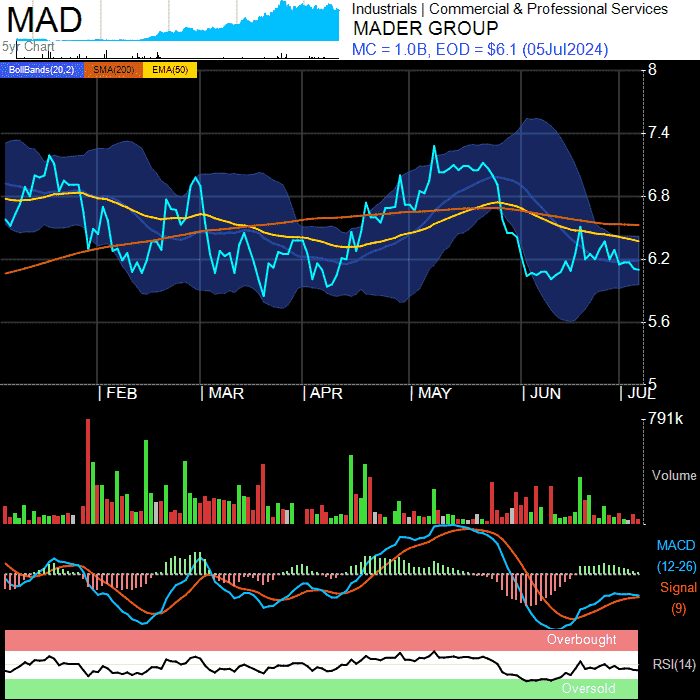 MAD
5yr Chart
Industrials | Commercial & Professional Services
MADER GROUP
MC = 1.0B, EOD = $6.1 (05Jul2024)
BollBands(20,2) SMA(200) EMA(50)
8
7.4
6.8
6.2
5.6
5
| FEB | MAR | APR | MAY | JUN | JUL
791k
Volume
MACD
(12-26)
Signal
(9)
Overbought
RSI(14)
Oversold